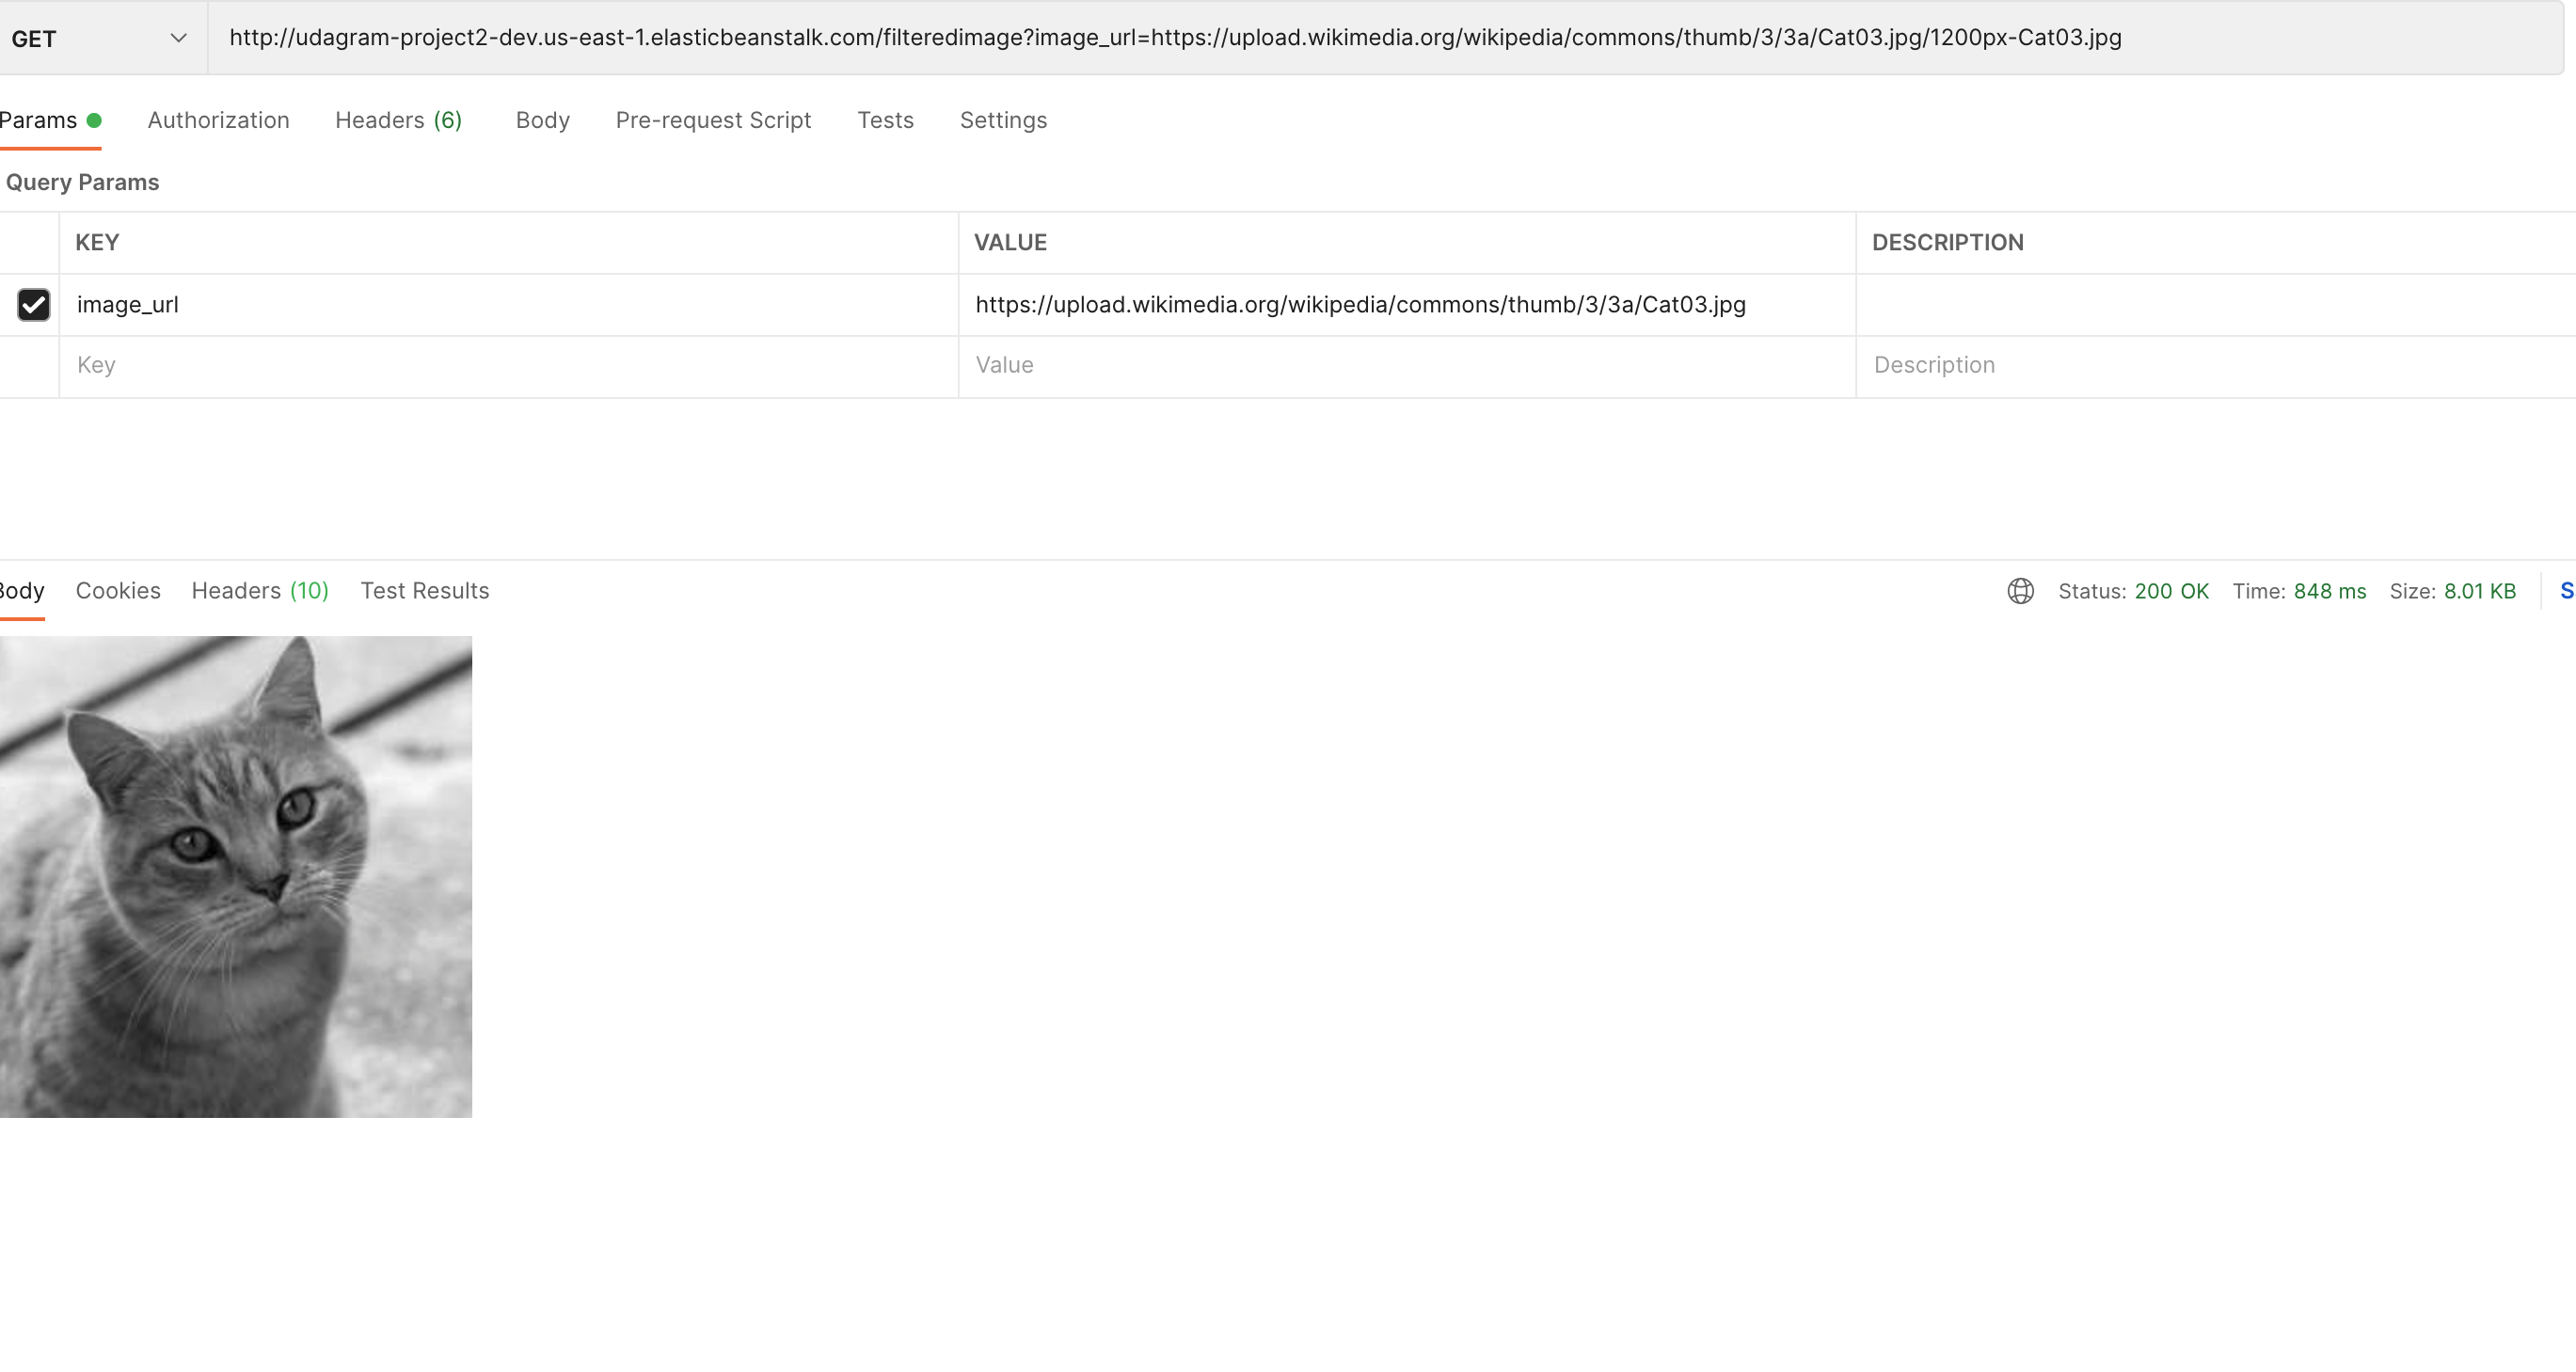 GET http://udagram-project2-dev.us-east-1.elasticbeanstalk.com/filteredimage?image_url=https://upload.wikimedia.org/wikipedia/commons/thumb/3/3a/Cat03.jpg/1200px-Cat03.jpg
Params Authorization Headers (6) Body Pre-request Script Tests Settings
Query Params
KEY VALUE DESCRIPTION
image_url https://upload.wikimedia.org/wikipedia/commons/thumb/3/3a/Cat03.jpg
Key Value Description
Body Cookies Headers (10) Test Results Status: 200 OK Time: 848 ms Size: 8.01 KB S